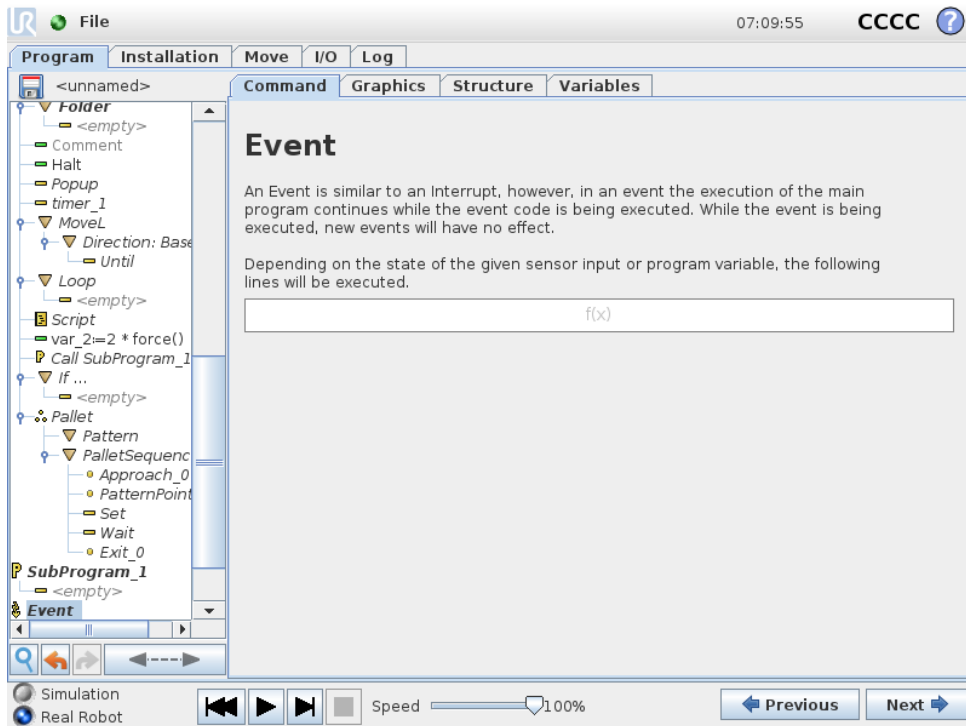 UR File 07:09:55 CCCC ?
Program Installation Move I/O Log
<unnamed>
Command Graphics Structure Variables
Folder
<empty>
Comment
Halt
Popup
timer_1
MoveL
Direction: Base
Until
Loop
<empty>
Script
var_2:=2 * force()
P Call SubProgram_1
If ...
<empty>
Pallet
Pattern
PalletSequenc
Approach_0
PatternPoint
Set
Wait
Exit_0
P SubProgram_1
<empty>
Event
Event
An Event is similar to an Interrupt, however, in an event the execution of the main
program continues while the event code is being executed. While the event is being
executed, new events will have no effect.
Depending on the state of the given sensor input or program variable, the following
lines will be executed.
f(x)
Simulation
Real Robot
Speed 100%
Previous Next